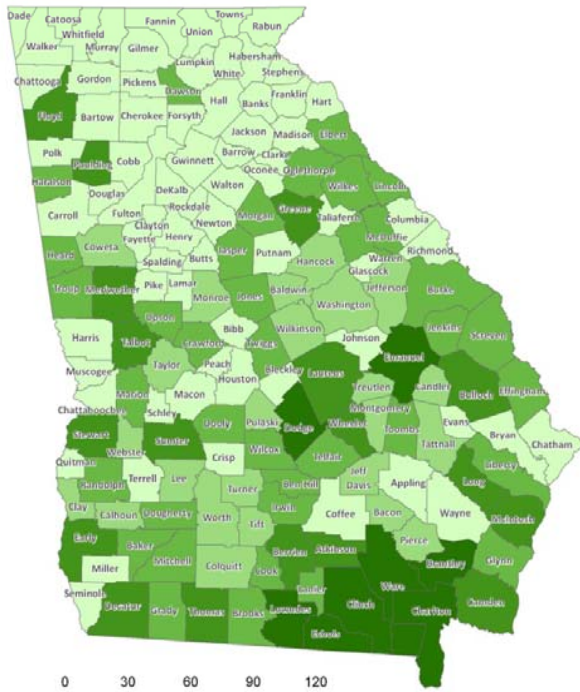 Dade Catoosa Fannin Towns Rabun
Whitfield Union
Walker Murray Gilmer
Lumpkin Habersham
White Stephens
Chattooga Gordon Pickens Dawson
Franklin Hart
Floyd Bartow Cherokee Forsyth Hall Banks
Jackson Madison Elbert
Polk Paulding Cobb Gwinnett Barrow Clarke
Oconee Oglethorpe
Haralson Douglas DeKalb Walton Wilkes Lincoln
Carroll Fulton Rockdale Newton Morgan Greene Taliaferro Columbia
Clayton McDuffie
Fayette Henry Richmond
Heard Coweta Spalding Butts Jasper Putnam Hancock Warren
Glascock
Troup Meriwether Pike Lamar Monroe Jones Baldwin Jefferson Burke
Washington
Upson Bibb Wilkinson Jenkins Screven
Harris Talbot Crawford Twiggs Johnson Emanuel
Muscogee Taylor Peach Bleckley Laurens
Houston Treutlen Candler Bulloch Effingham
Chattahoochee Marion Macon
Schley Montgomery Evans
Stewart Webster Sumter Dooly Pulaski Dodge Wheeler Toombs Tattnall Bryan Chatham
Quitman Crisp Wilcox Telfair
Randolph Terrell Lee Ben Hill Jeff Davis Appling Long Liberty
Clay Calhoun Dougherty Turner Irwin Coffee Bacon Wayne McIntosh
Worth Tift
Early Baker Mitchell Berrien Atkinson Pierce Brantley Glynn
Miller Colquitt Cook
Seminole Lanier Ware
Decatur Grady Thomas Brooks Lowndes Clinch Charlton Camden
Echols
0 30 60 90 120